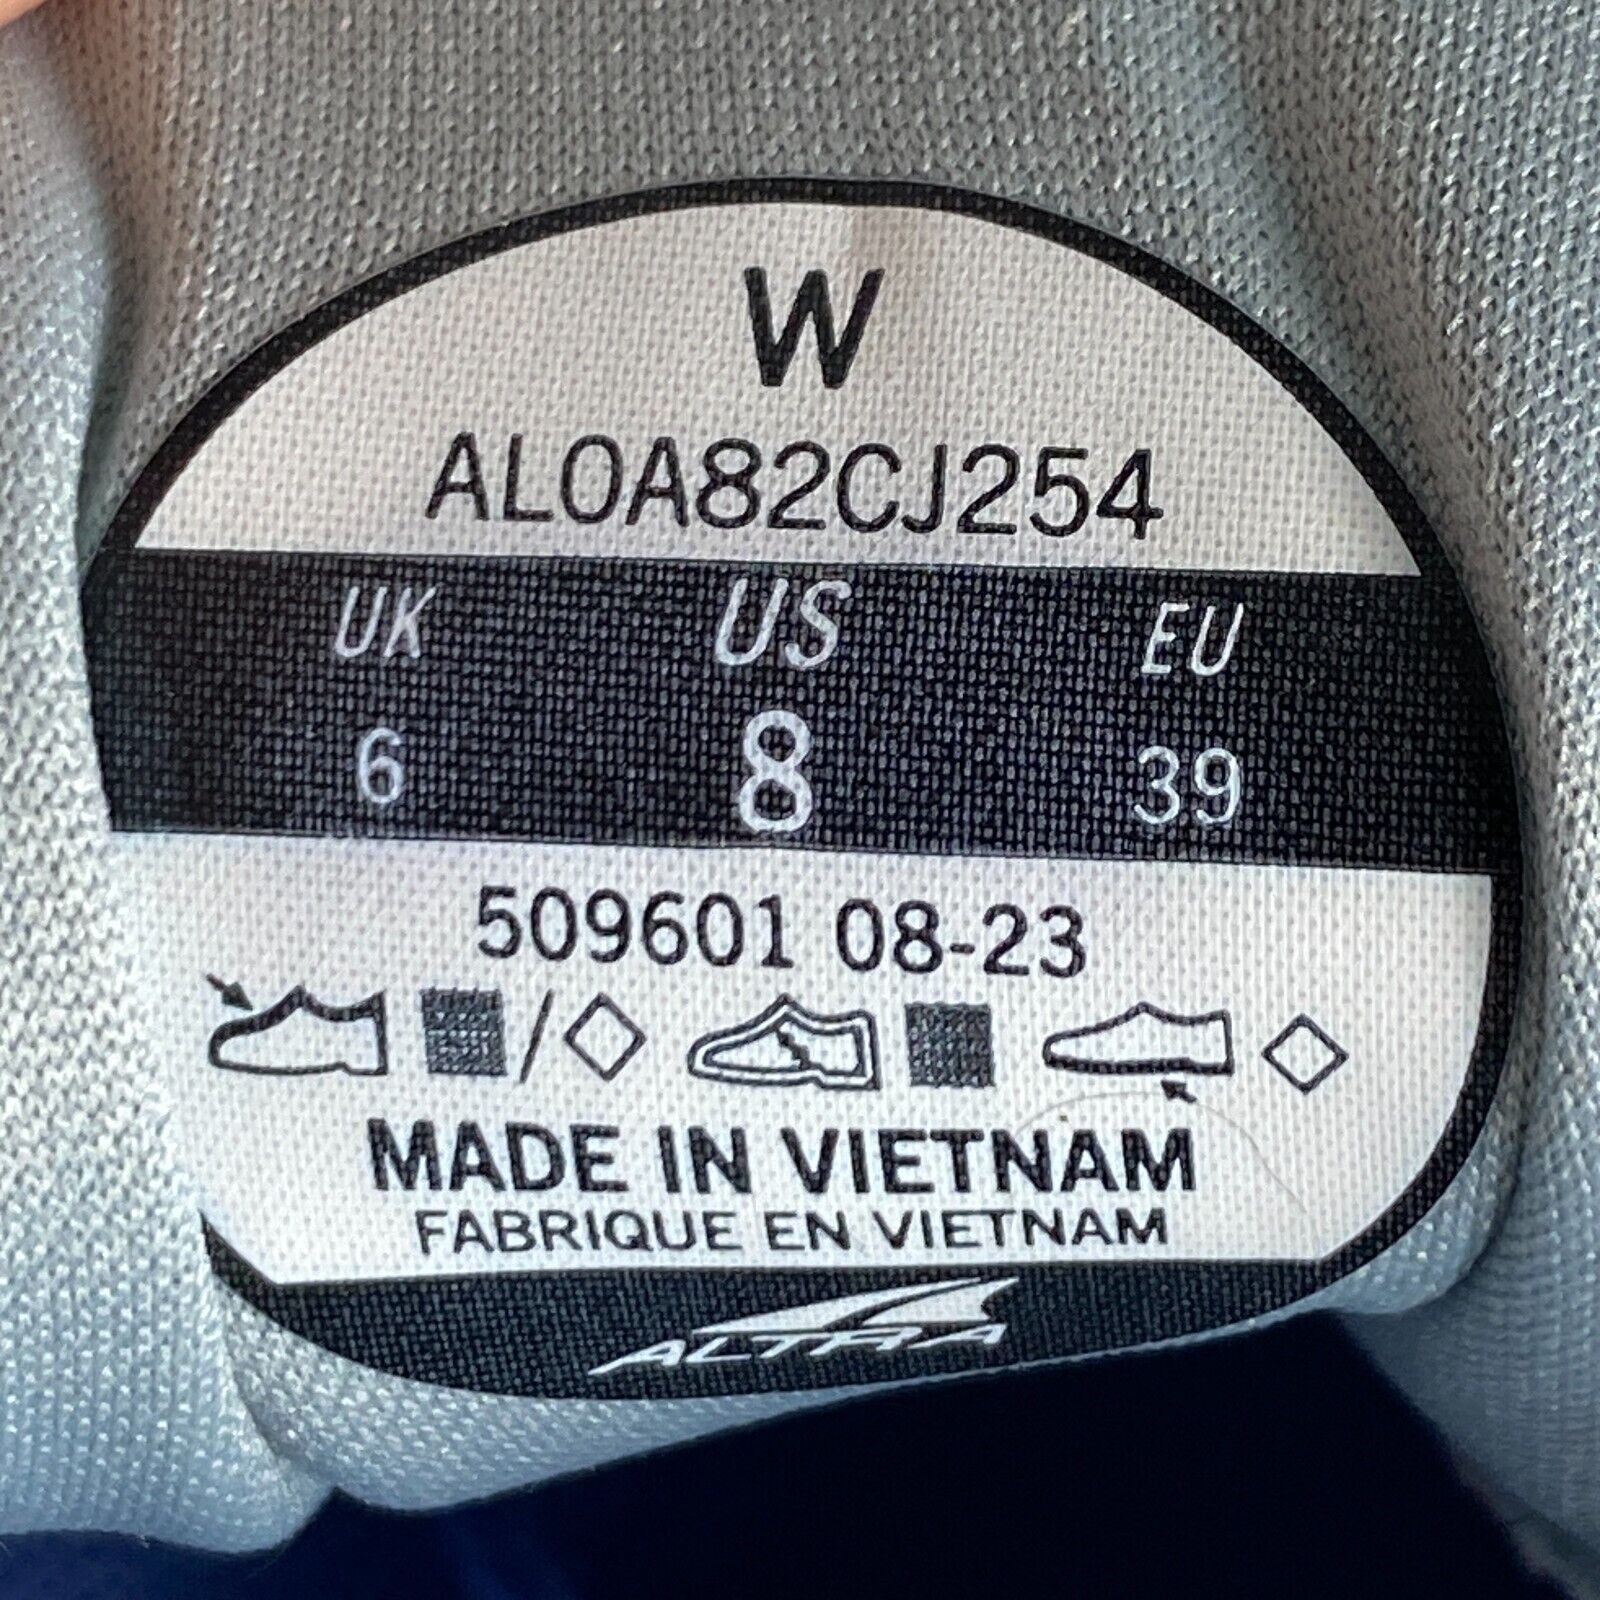 W
AL0A82CJ254
UK US EU
6 8 39
509601 08-23
MADE IN VIETNAM
FABRIQUE EN VIETNAM
ALTRA